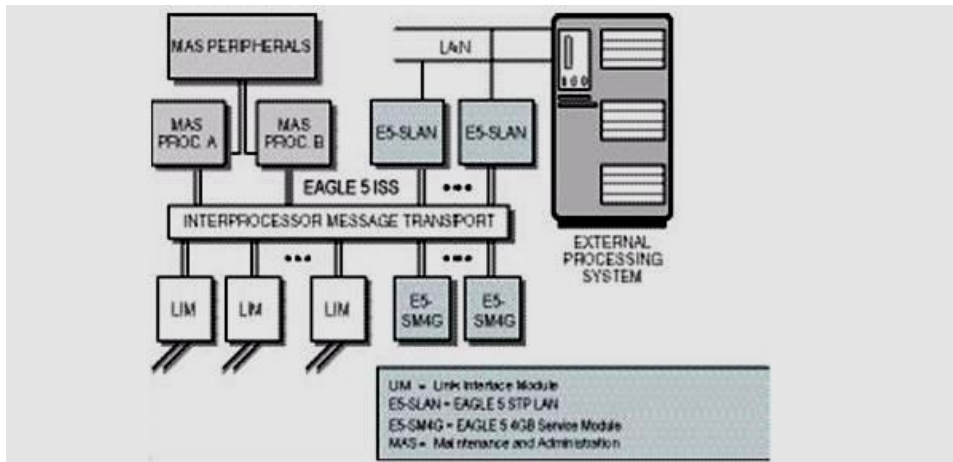 MAS PERIPHERALS
LAN
MAS
PROC. A
MAS
PROC. B
E5-SLAN
E5-SLAN
EAGLE 5 ISS
INTERPROCESSOR MESSAGE TRANSPORT
EXTERNAL
PROCESSING
SYSTEM
LIM
LIM
LIM
E5-
SM4G
E5-
SM4G
LIM = Link Interface Module
E5-SLAN = EAGLE 5 STP LAN
E5-SM4G = EAGLE 5 4GB Service Module
MAS = Maintenance and Administration